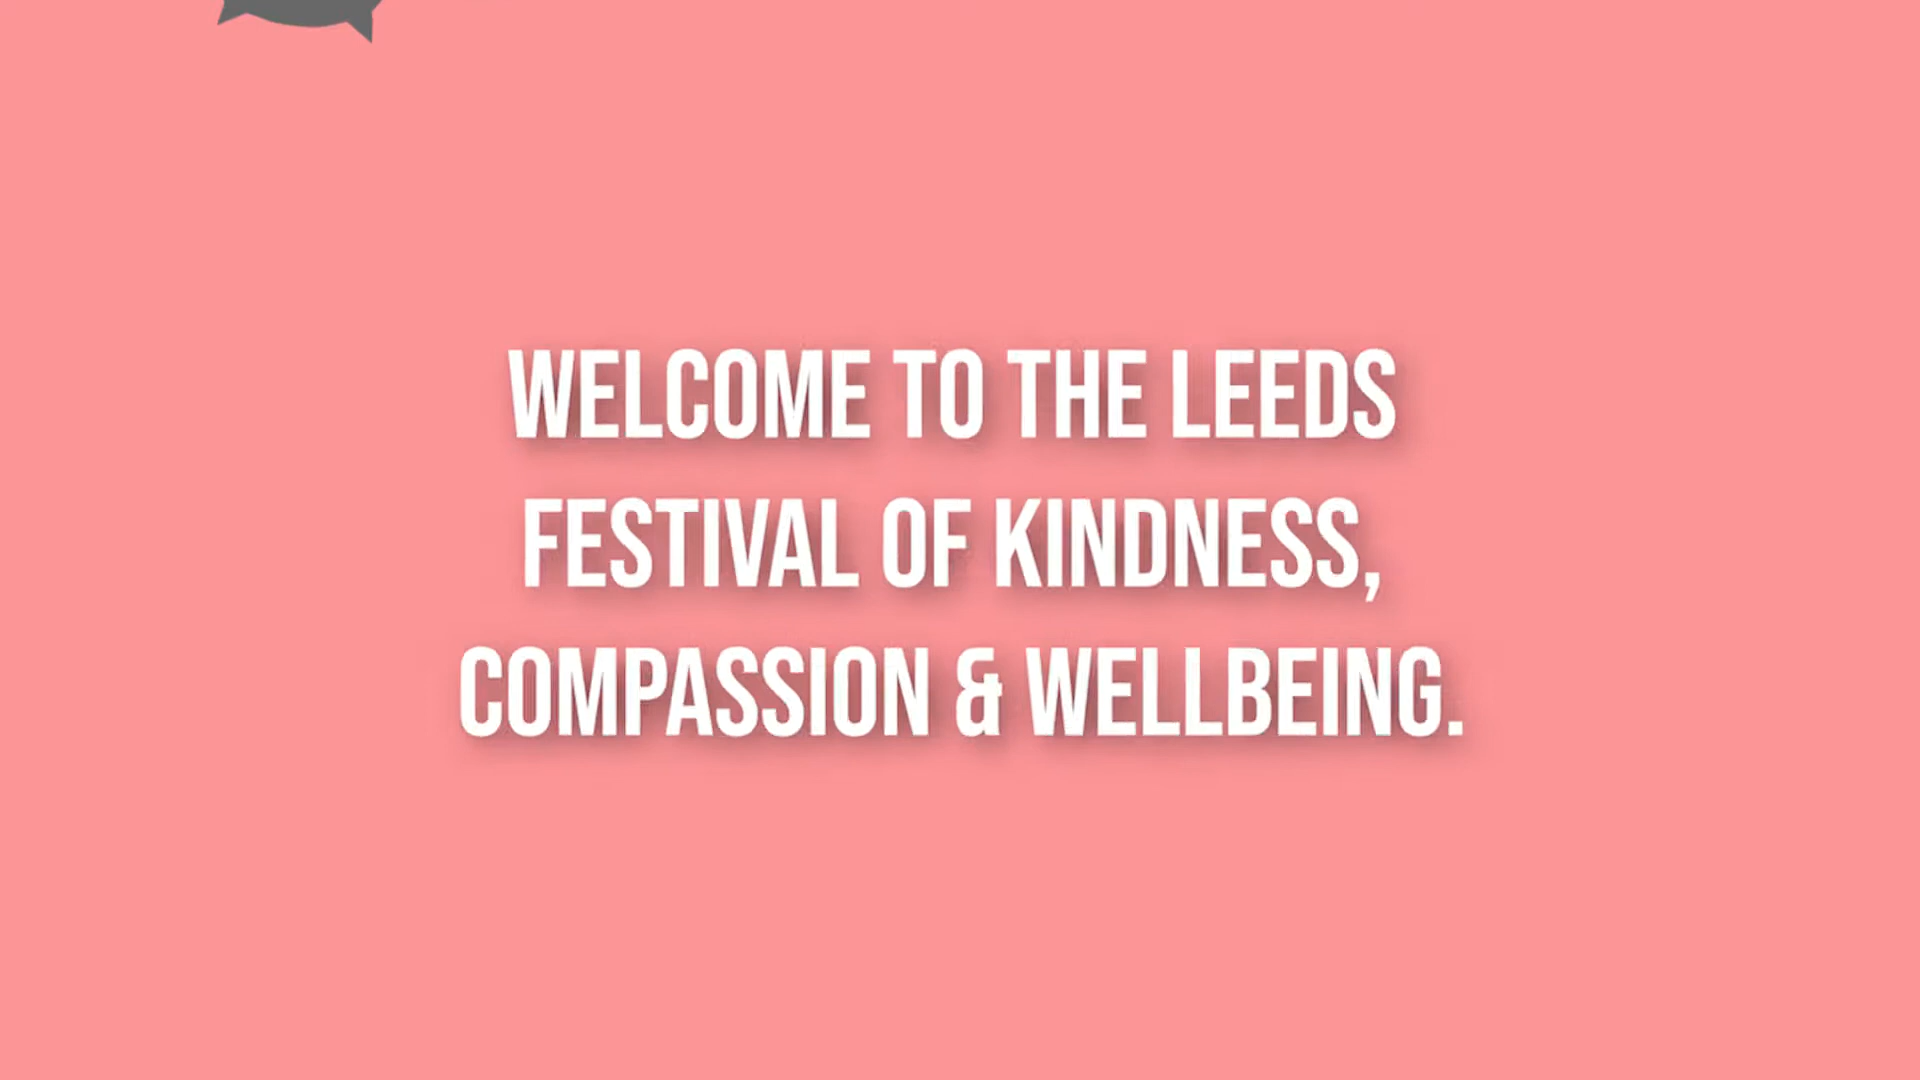 WELCOME TO THE LEEDS
FESTIVAL OF KINDNESS,
COMPASSION & WELLBEING.